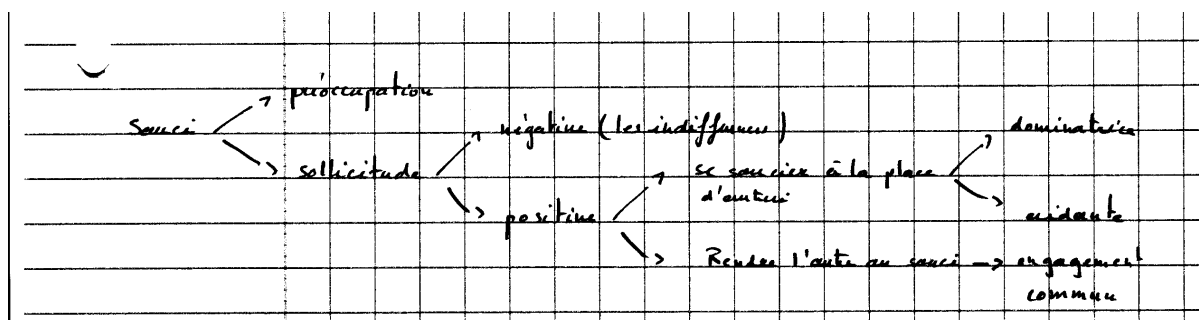 préoccupation
Souci
négative (les indifférences)
dominatrice
sollicitude
se soucier à la place
d'autrui
positive
aidante
Rendre l'autre au souci → engagement
commun